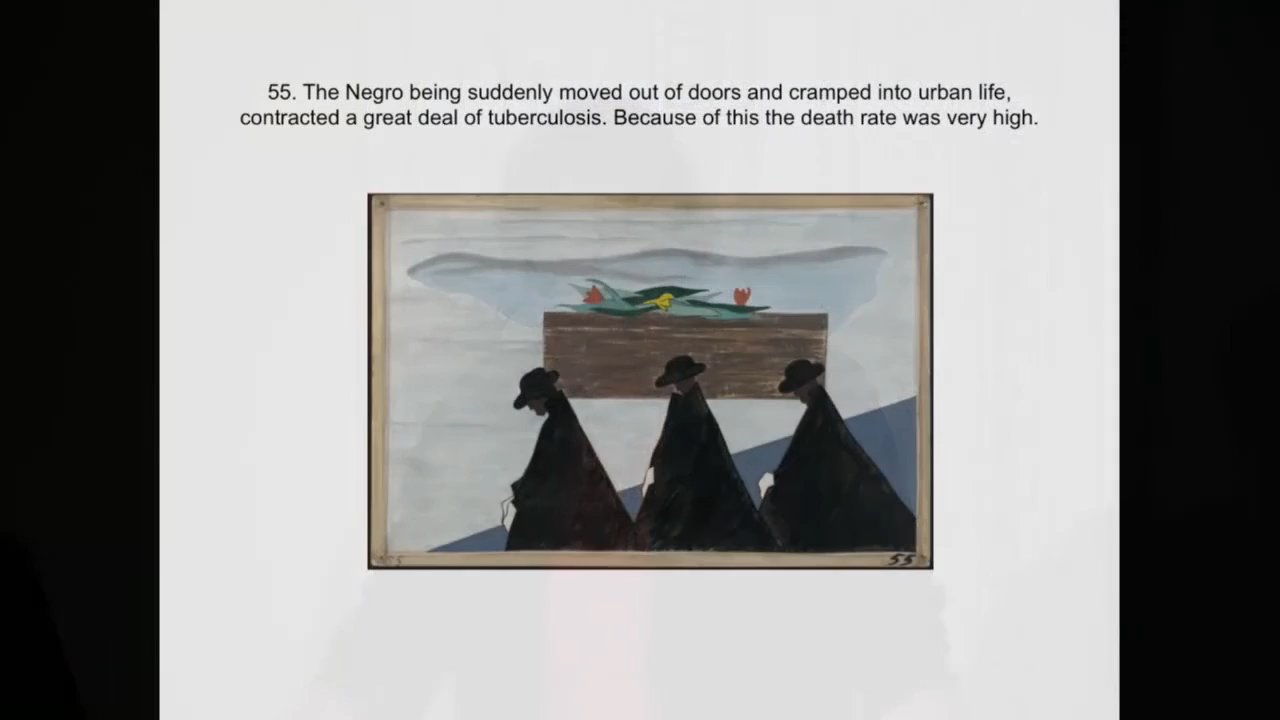 55. The Negro being suddenly moved out of doors and cramped into urban life,
contracted a great deal of tuberculosis. Because of this the death rate was very high.
55